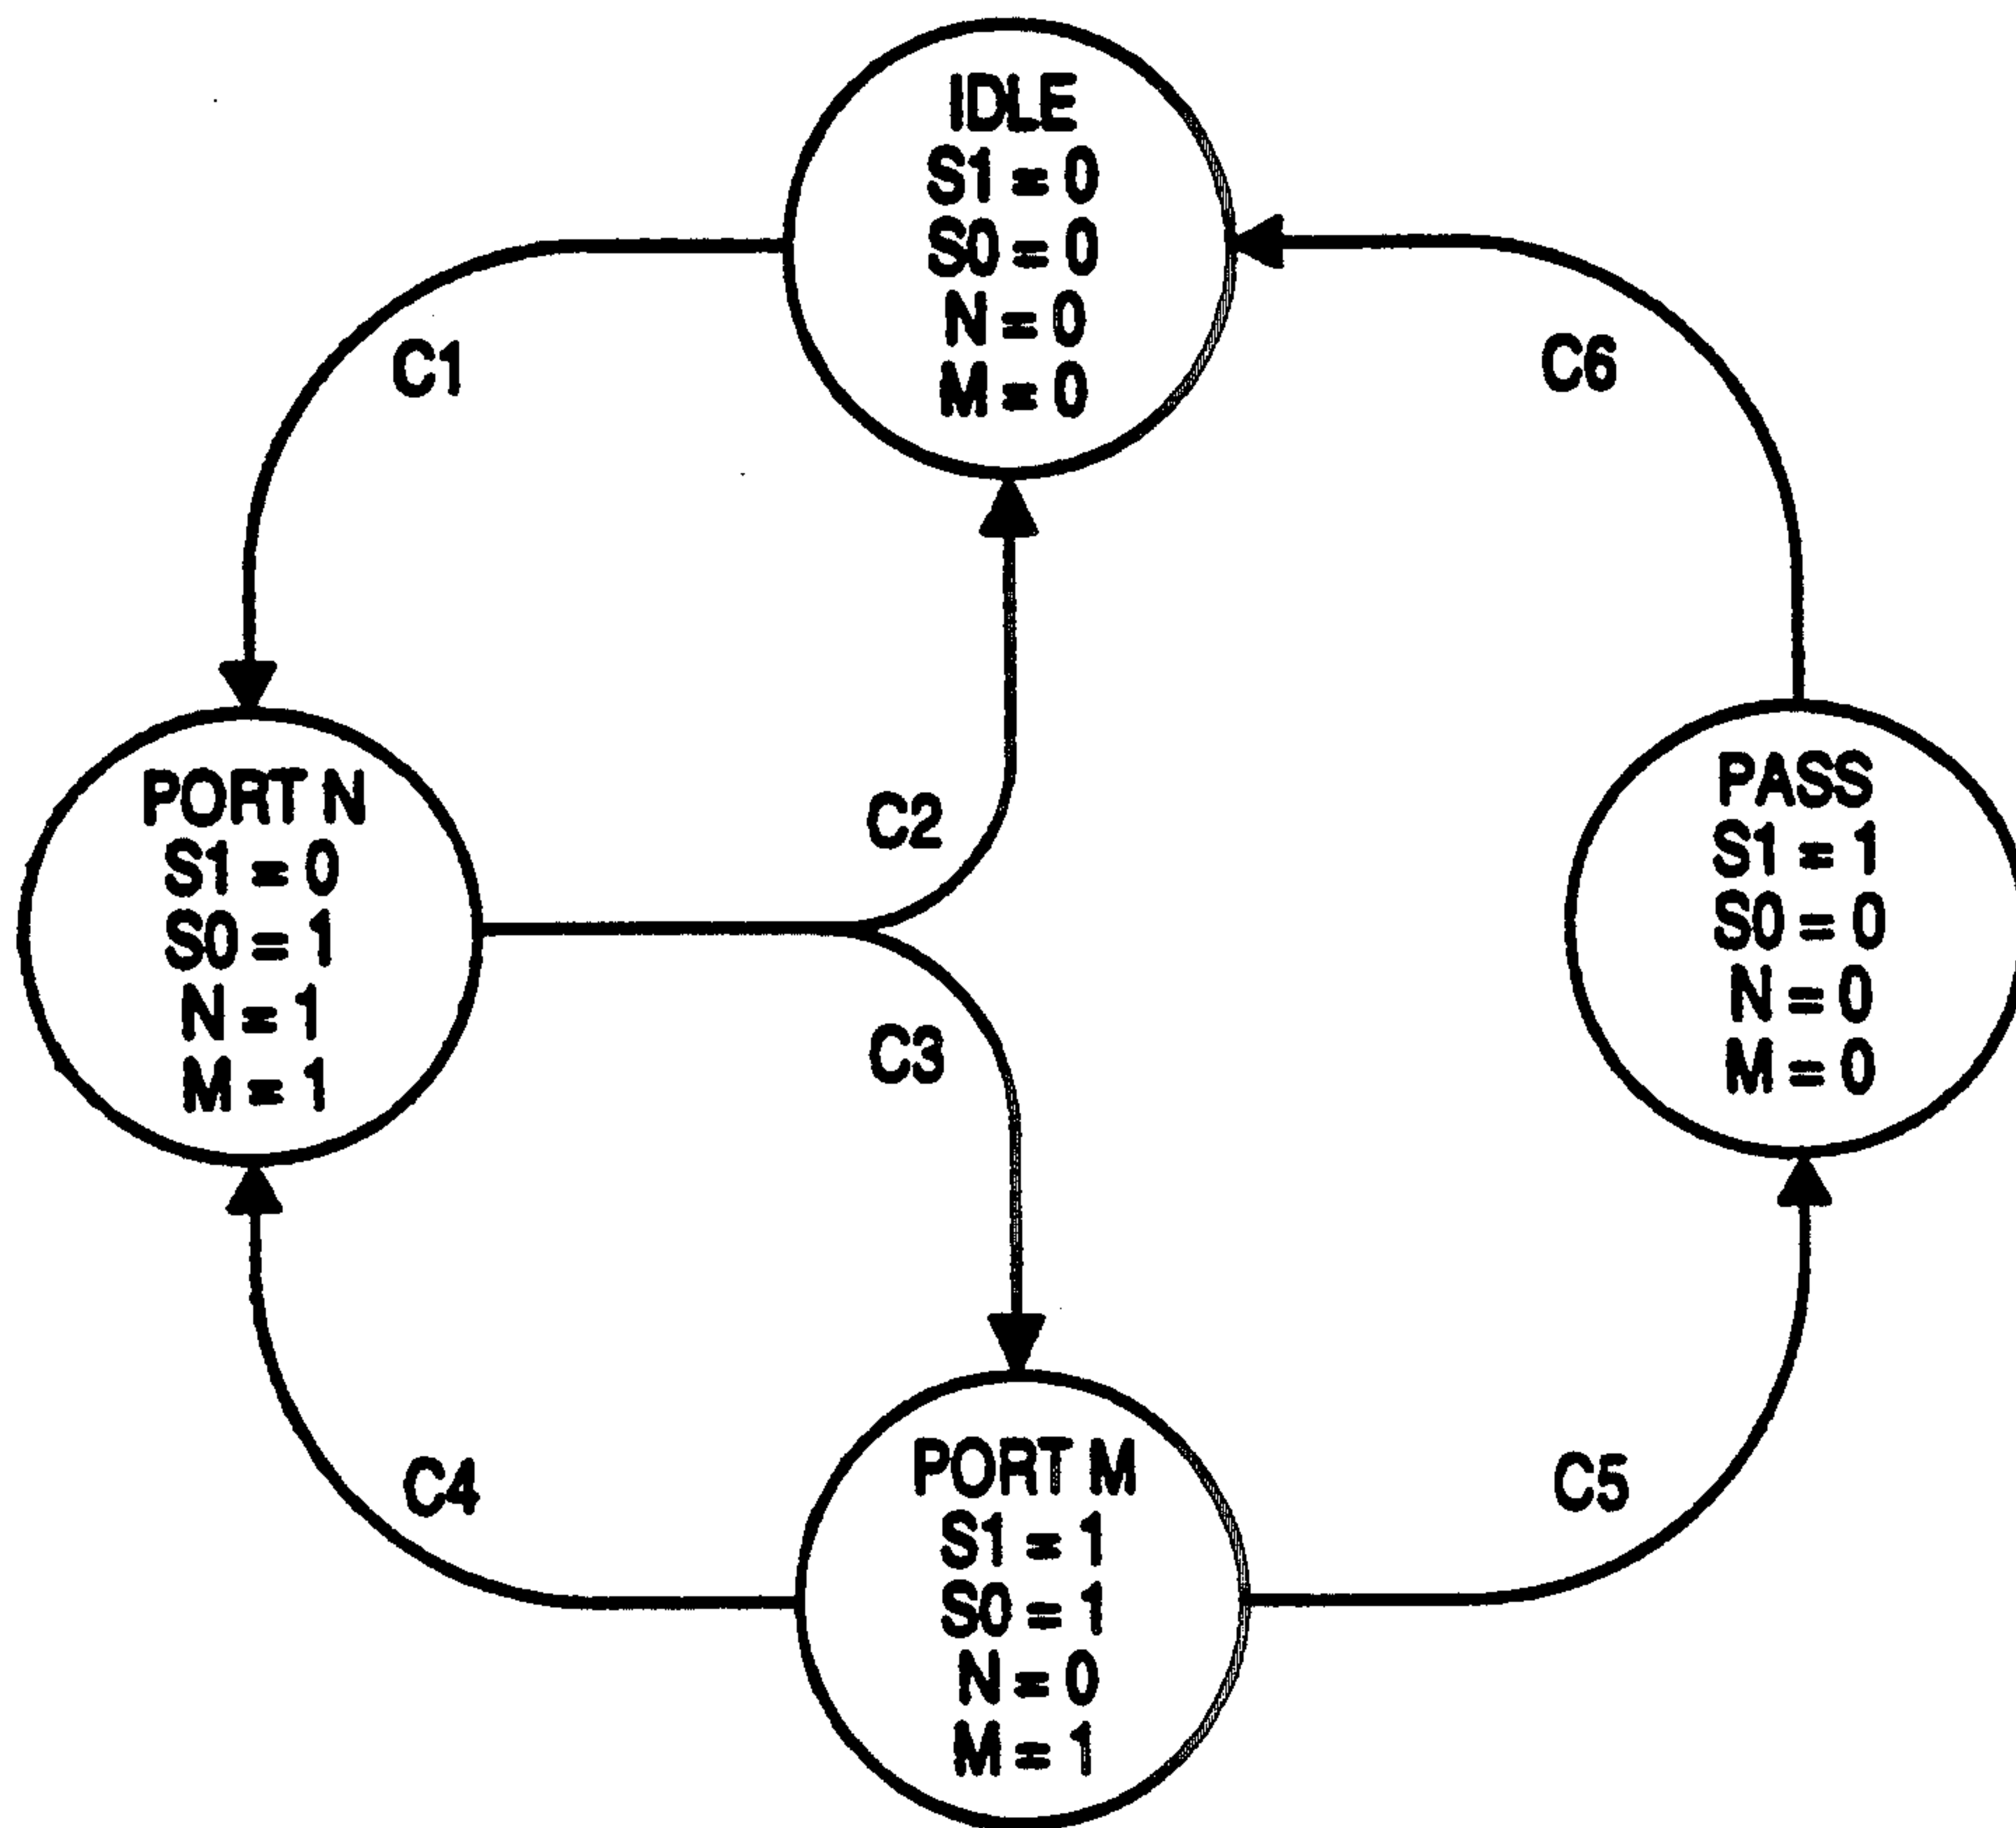 IDLE
S1 = 0
S0 = 0
N = 0
M = 0
C1
C6
PORT N
S1 = 0
S0 = 1
N = 1
M = 1
C2
C3
PASS
S1 = 1
S0 = 0
N = 0
M = 0
C4
C5
PORT M
S1 = 1
S0 = 1
N = 0
M = 1